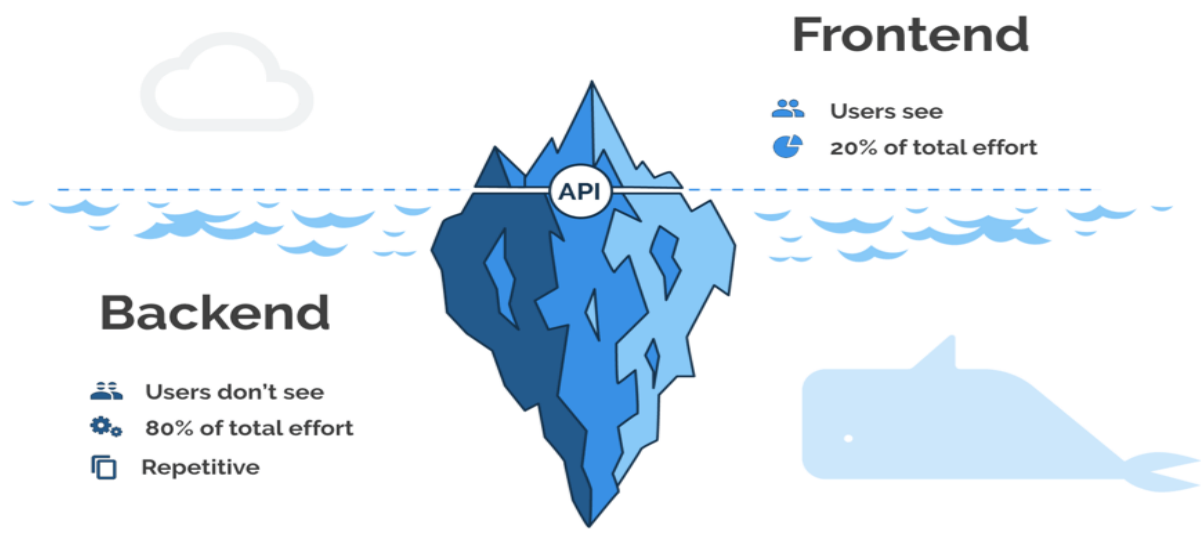 Frontend
Users see
20% of total effort
API
Backend
Users don't see
80% of total effort
Repetitive